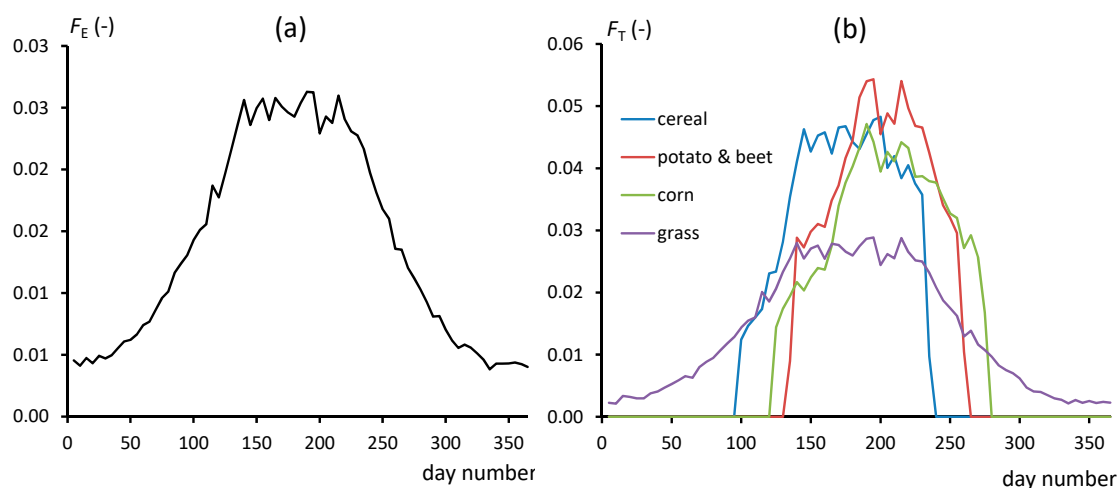 F_E (-)
(a)
0.03
0.03
0.02
0.02
0.01
0.01
0.00
0 50 100 150 200 250 300 350
day number
F_T (-)
(b)
0.06
0.05
0.04
0.03
0.02
0.01
0.00
cereal
potato & beet
corn
grass
0 50 100 150 200 250 300 350
day number